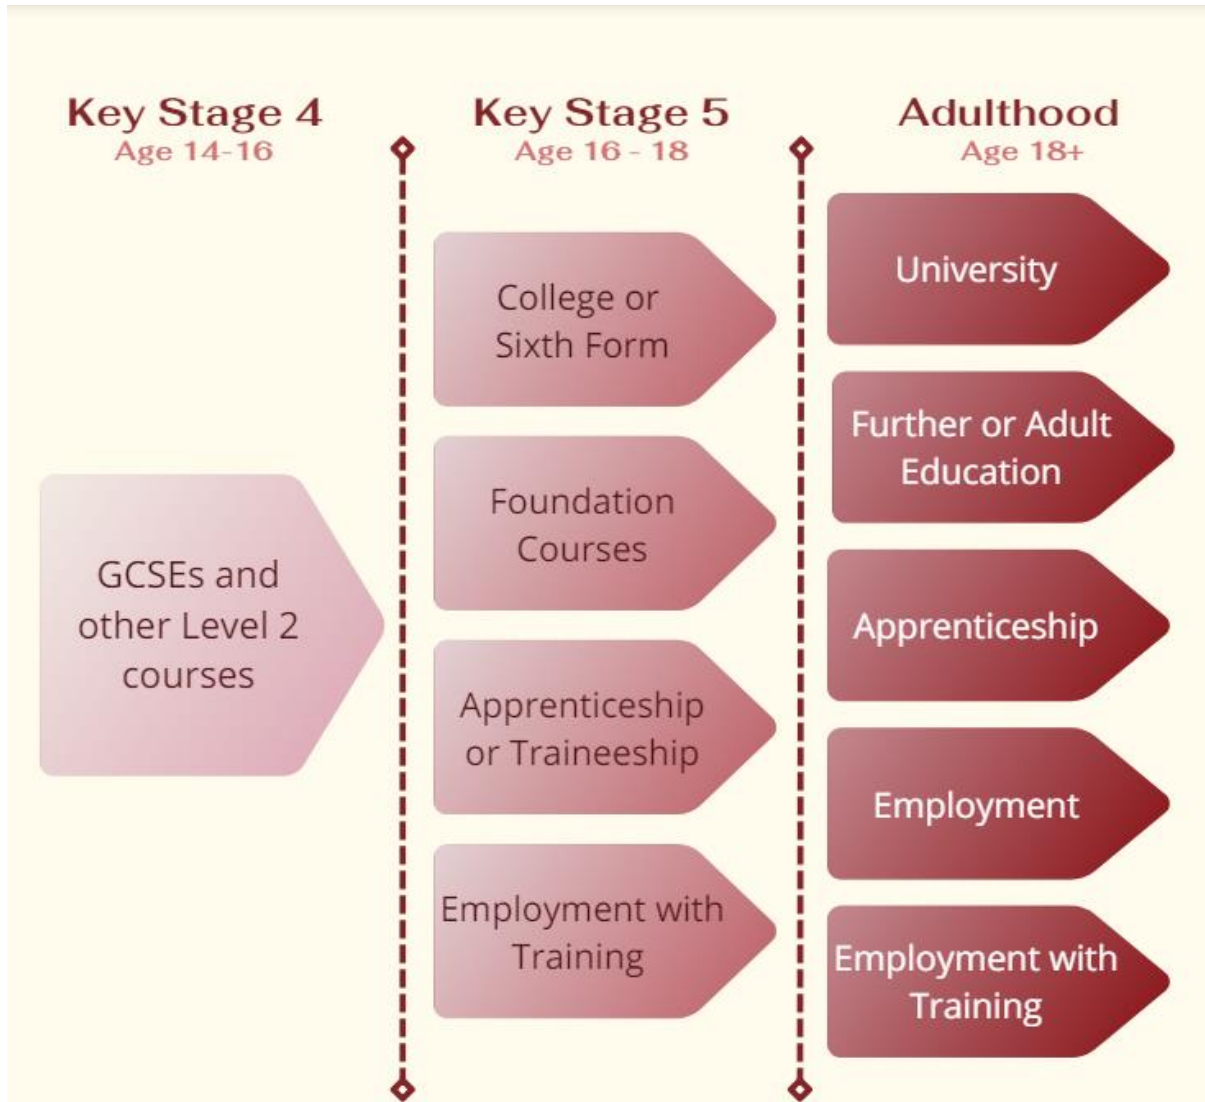 Key Stage 4
Age 14-16
GCSEs and
other Level 2
courses
Key Stage 5
Age 16 - 18
College or
Sixth Form
Foundation
Courses
Apprenticeship
or Traineeship
Employment with
Training
Adulthood
Age 18+
University
Further or Adult
Education
Apprenticeship
Employment
Employment with
Training